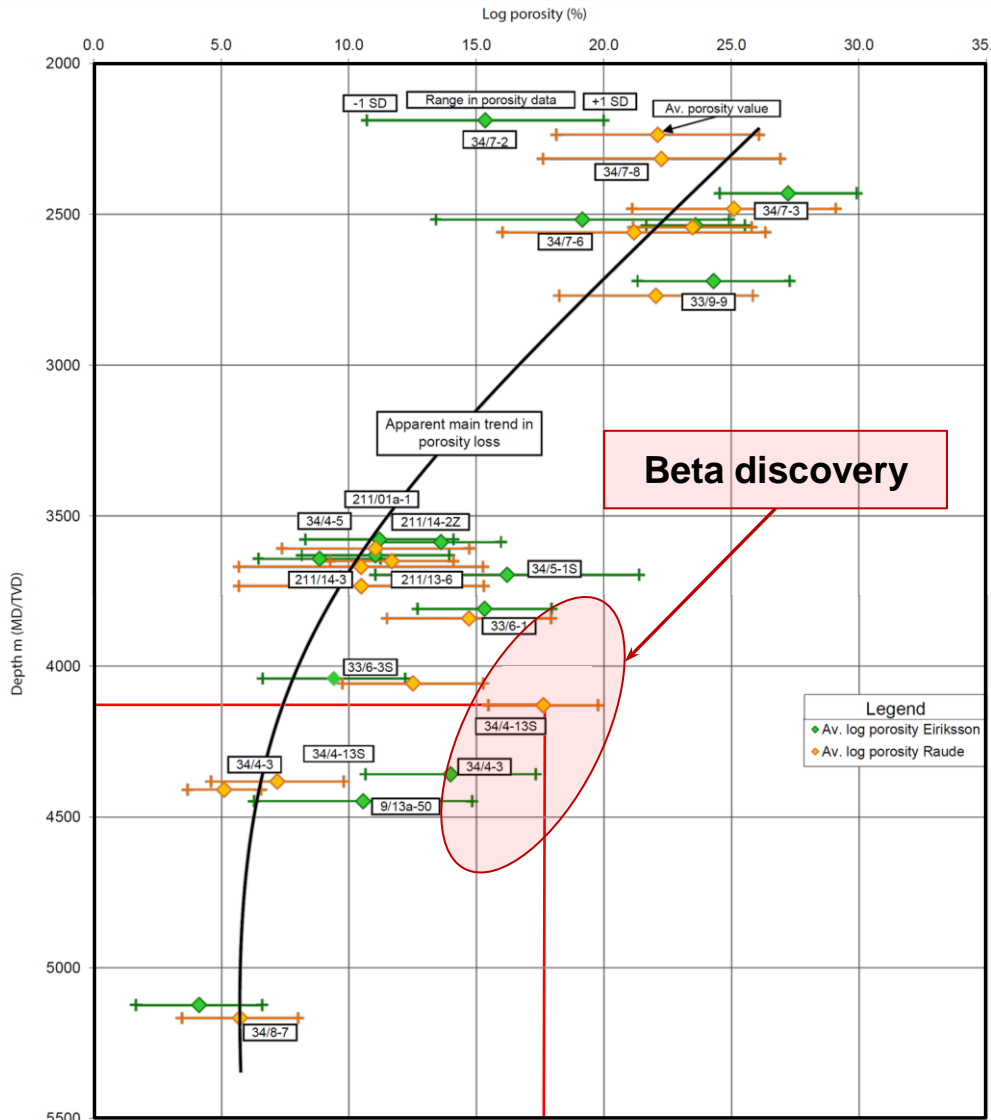 Log porosity (%)
0.0 5.0 10.0 15.0 20.0 25.0 30.0 35.
2000
-1 SD
Range in porosity data
+1 SD
Av. porosity value
34/7-2
34/7-8
2500
34/7-3
34/7-6
33/9-9
3000
Apparent main trend in
porosity loss
Beta discovery
211/01a-1
3500
34/4-5
211/14-2Z
34/5-1S
211/14-3
211/13-6
33/6-1
Depth m (MD/TVD)
4000
33/6-3S
34/4-13S
Legend
Av. log porosity Eiriksson
Av. log porosity Raude
34/4-13S
34/4-3
34/4-3
9/13a-50
4500
5000
34/8-7
5500